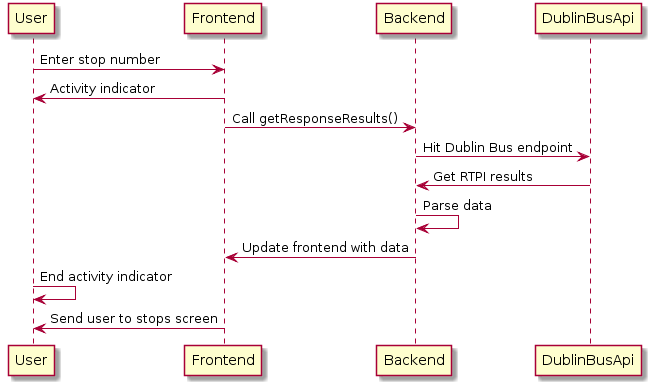 User Frontend Backend DublinBusApi
Enter stop number
Activity indicator
Call getResponseResults()
Hit Dublin Bus endpoint
Get RTPI results
Parse data
Update frontend with data
End activity indicator
Send user to stops screen
User Frontend Backend DublinBusApi